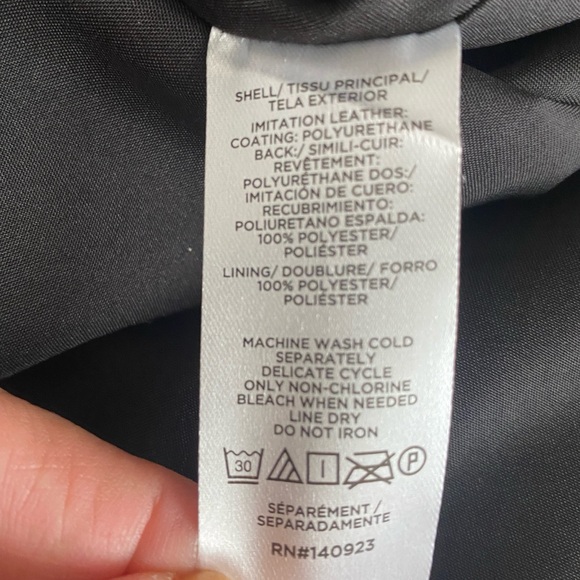 SHELL/ TISSU PRINCIPAL/
TELA EXTERIOR
IMITATION LEATHER:
COATING: POLYURETHANE
BACK:/ SIMILI-CUIR:
REVÊTEMENT:
POLYURÉTHANE DOS:/
IMITACIÓN DE CUERO:
RECUBRIMIENTO:
POLIURETANO ESPALDA:
100% POLYESTER/
POLIÉSTER
LINING/ DOUBLURE/ FORRO
100% POLYESTER/
POLIÉSTER
MACHINE WASH COLD
SEPARATELY
DELICATE CYCLE
ONLY NON-CHLORINE
BLEACH WHEN NEEDED
LINE DRY
DO NOT IRON
30 P
SÉPARÉMENT/
SEPARADAMENTE
RN#140923